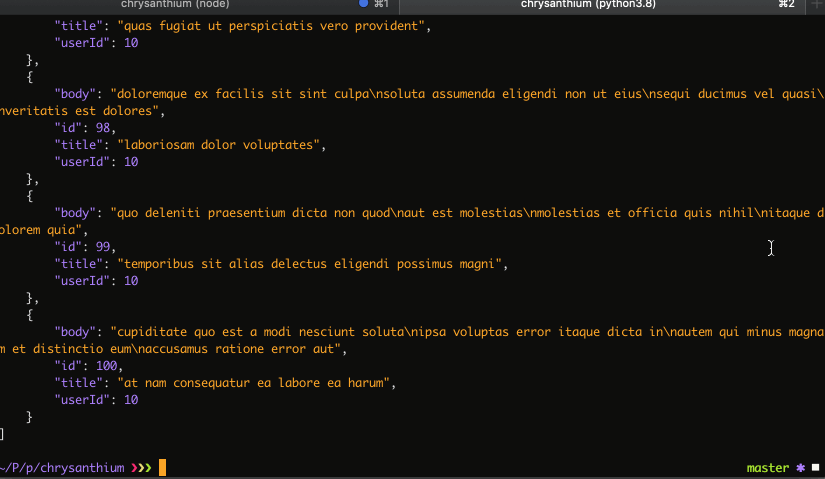 chrysanthium (node) ⌘1 chrysanthium (python3.8) ⌘2
"title": "quas fugiat ut perspiciatis vero provident",
"userId": 10
},
{
"body": "doloremque ex facilis sit sint culpa\nsoluta assumenda eligendi non ut eius\nsequi ducimus vel quasi\
nveritatis est dolores",
"id": 98,
"title": "laboriosam dolor voluptates",
"userId": 10
},
{
"body": "quo deleniti praesentium dicta non quod\naut est molestias\nmolestias et officia quis nihil\nitaque d
olorem quia",
"id": 99,
"title": "temporibus sit alias delectus eligendi possimus magni",
"userId": 10
},
{
"body": "cupiditate quo est a modi nesciunt soluta\nipsa voluptas error itaque dicta in\nautem qui minus magna
m et distinctio eum\naccusamus ratione error aut",
"id": 100,
"title": "at nam consequatur ea labore ea harum",
"userId": 10
}
]
~/P/p/chrysanthium ❯❯❯ master ✱ ◼